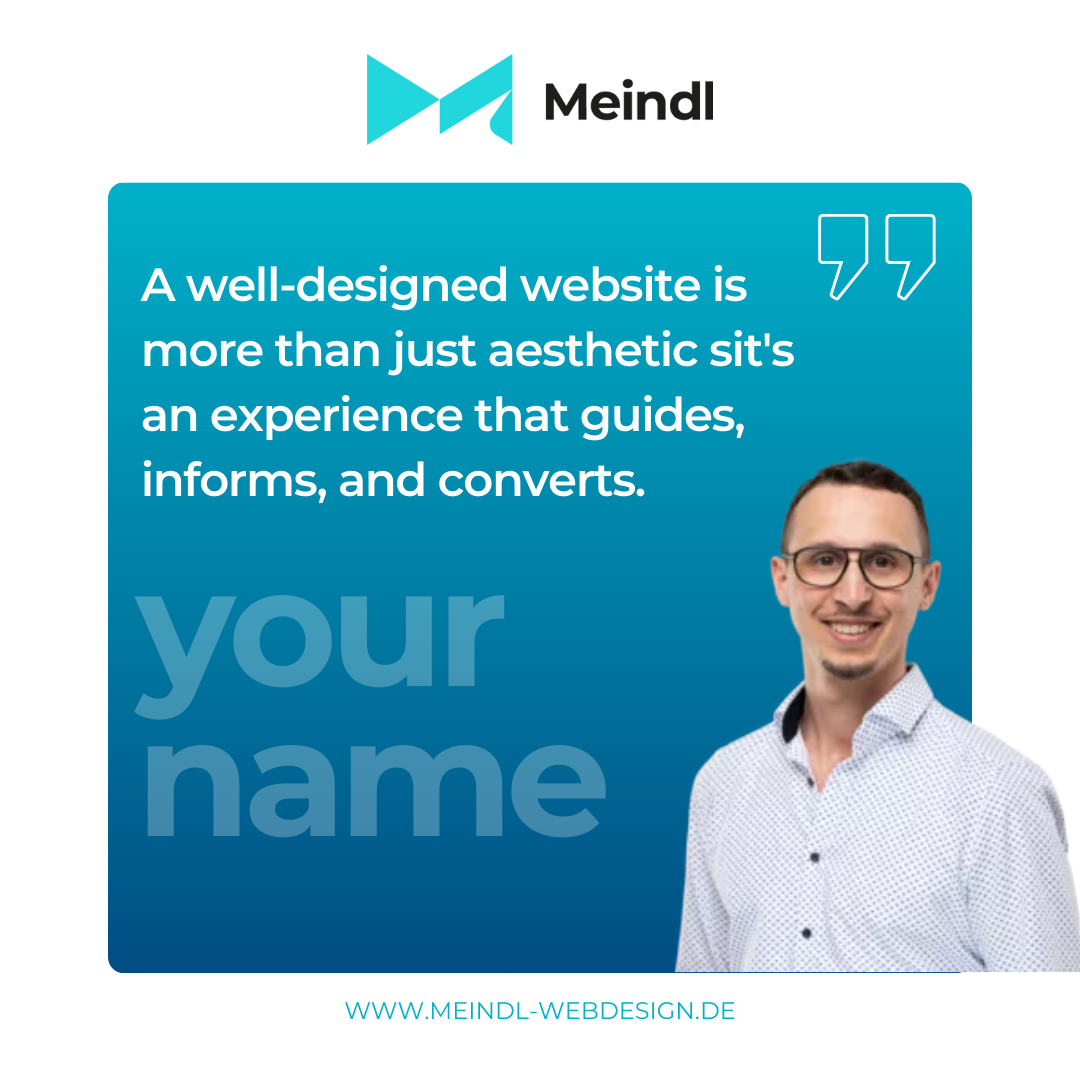 Meindl
A well-designed website is
more than just aesthetic sit's
an experience that guides,
informs, and converts.
your
name
WWW.MEINDL-WEBDESIGN.DE